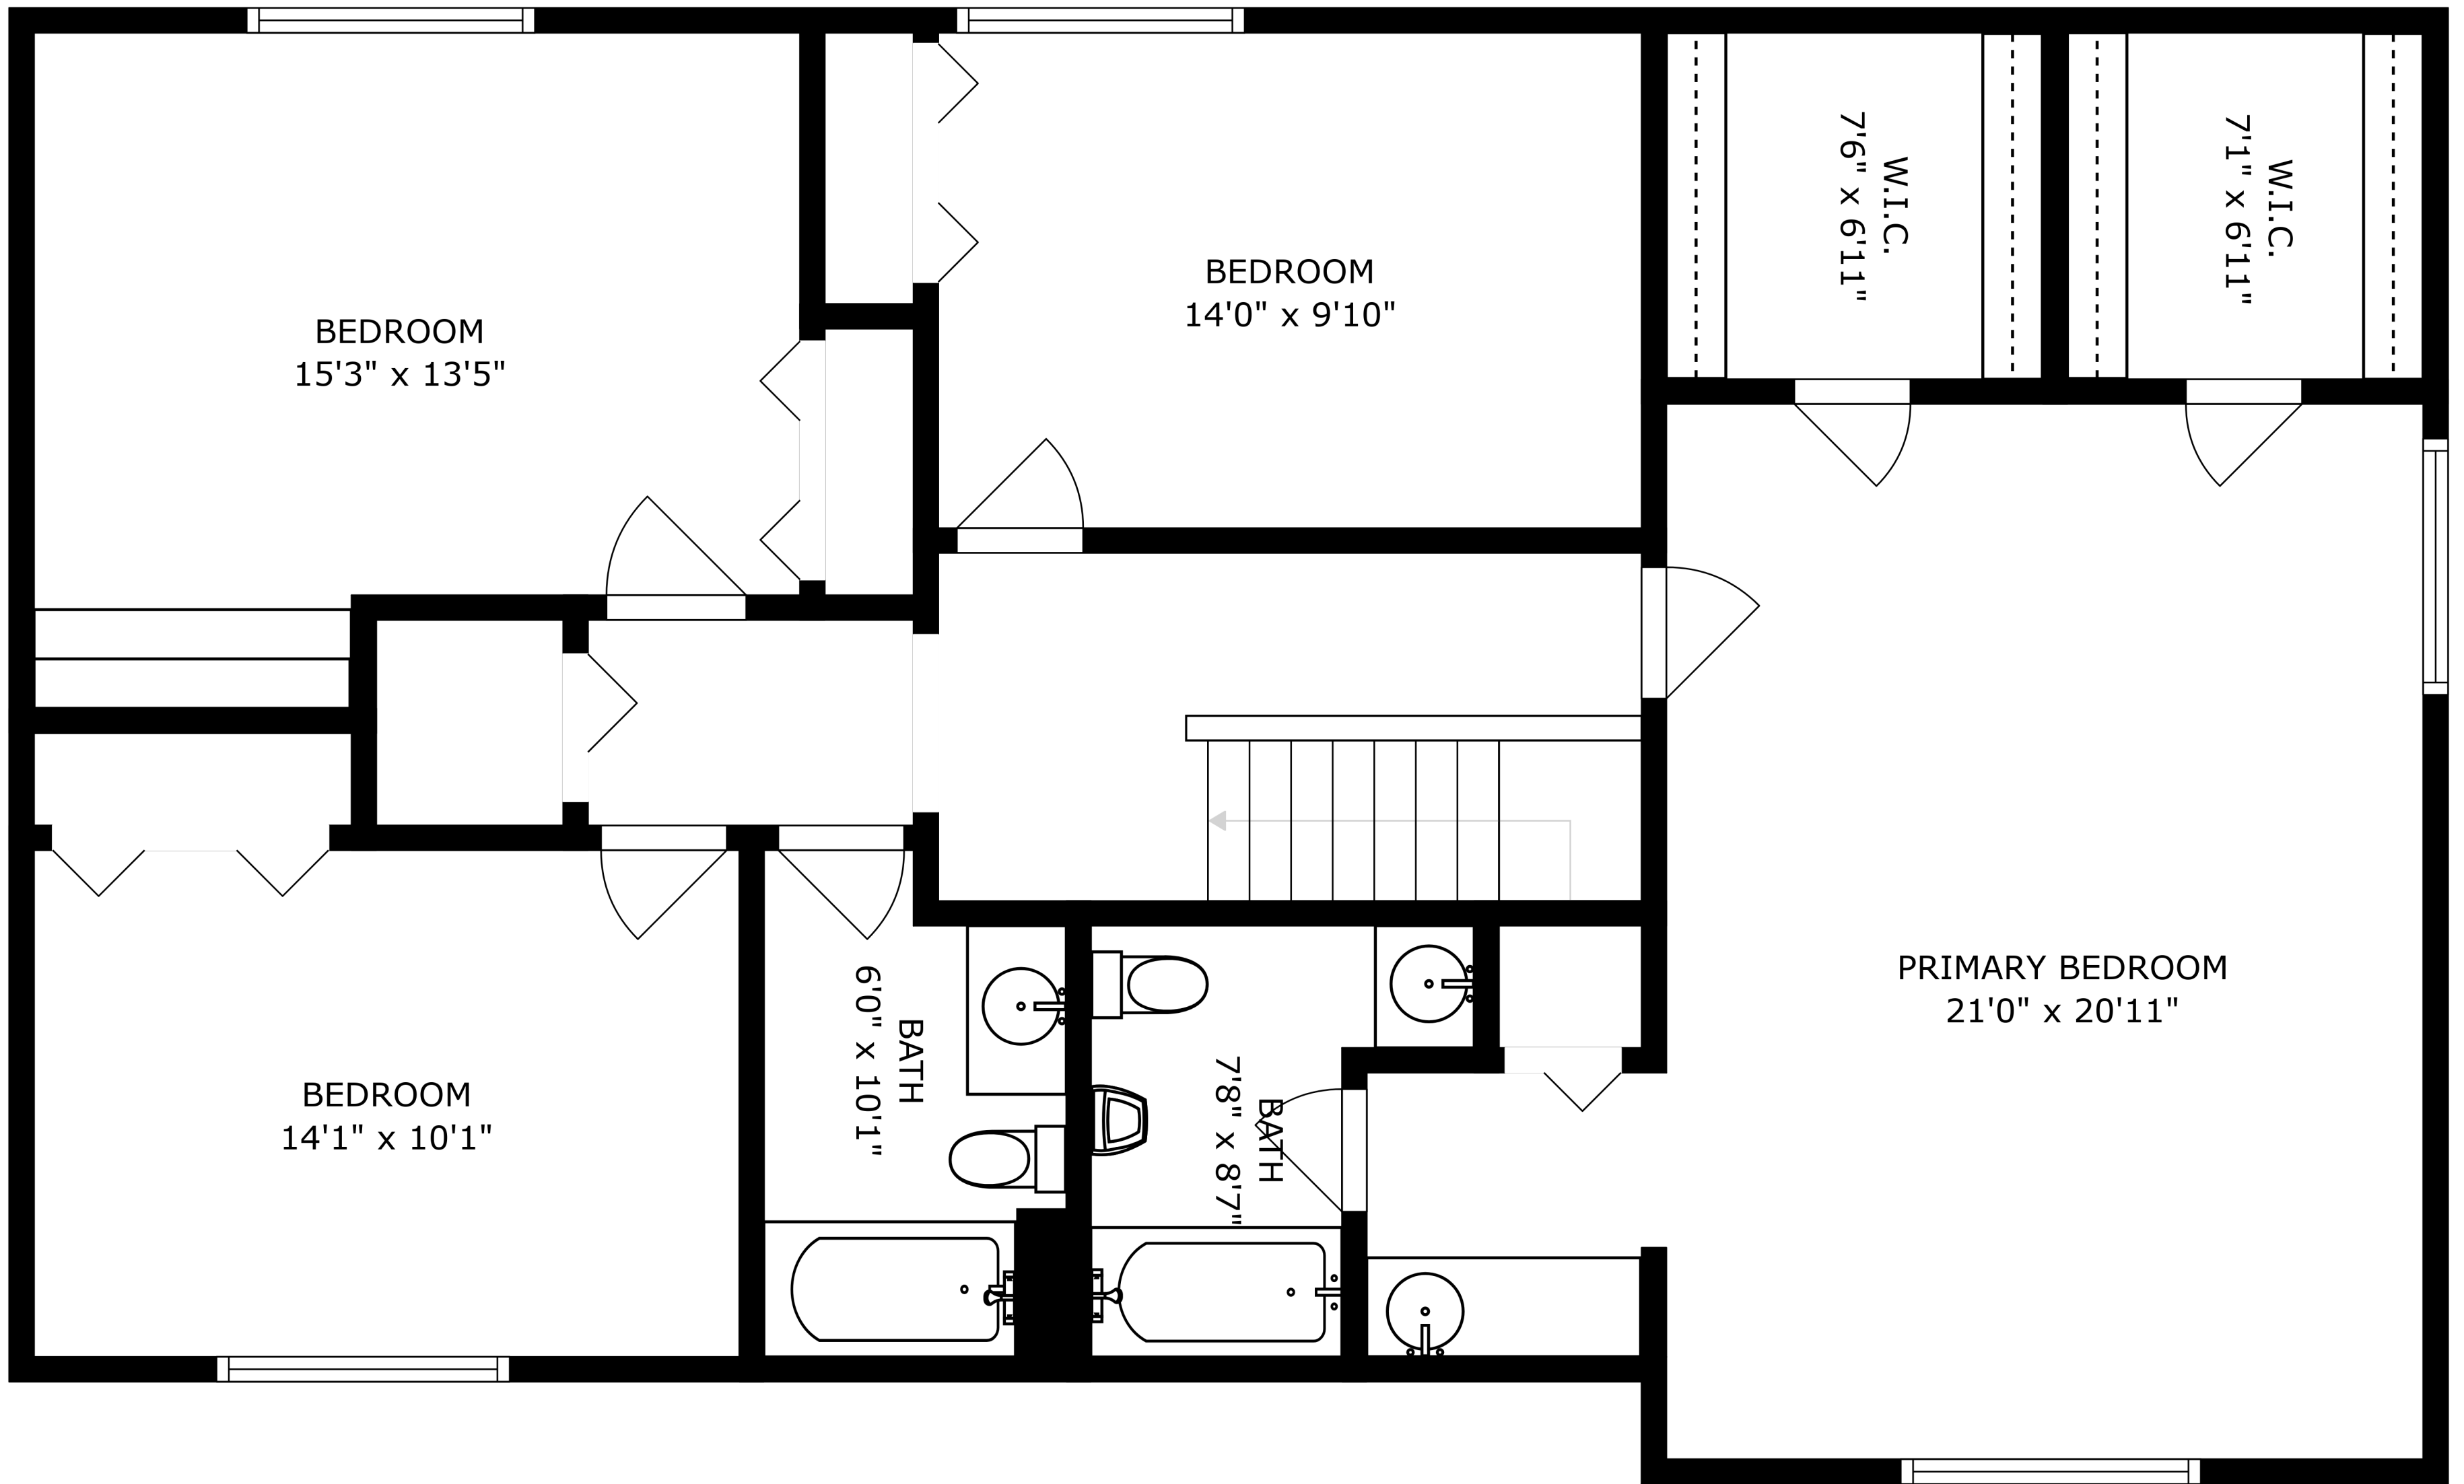 BEDROOM
15'3" x 13'5"
BEDROOM
14'0" x 9'10"
W.I.C.
7'6" x 6'11"
W.I.C.
7'1" x 6'11"
BEDROOM
14'1" x 10'1"
BATH
6'0" x 10'1"
BATH
7'8" x 8'7"
PRIMARY BEDROOM
21'0" x 20'11"